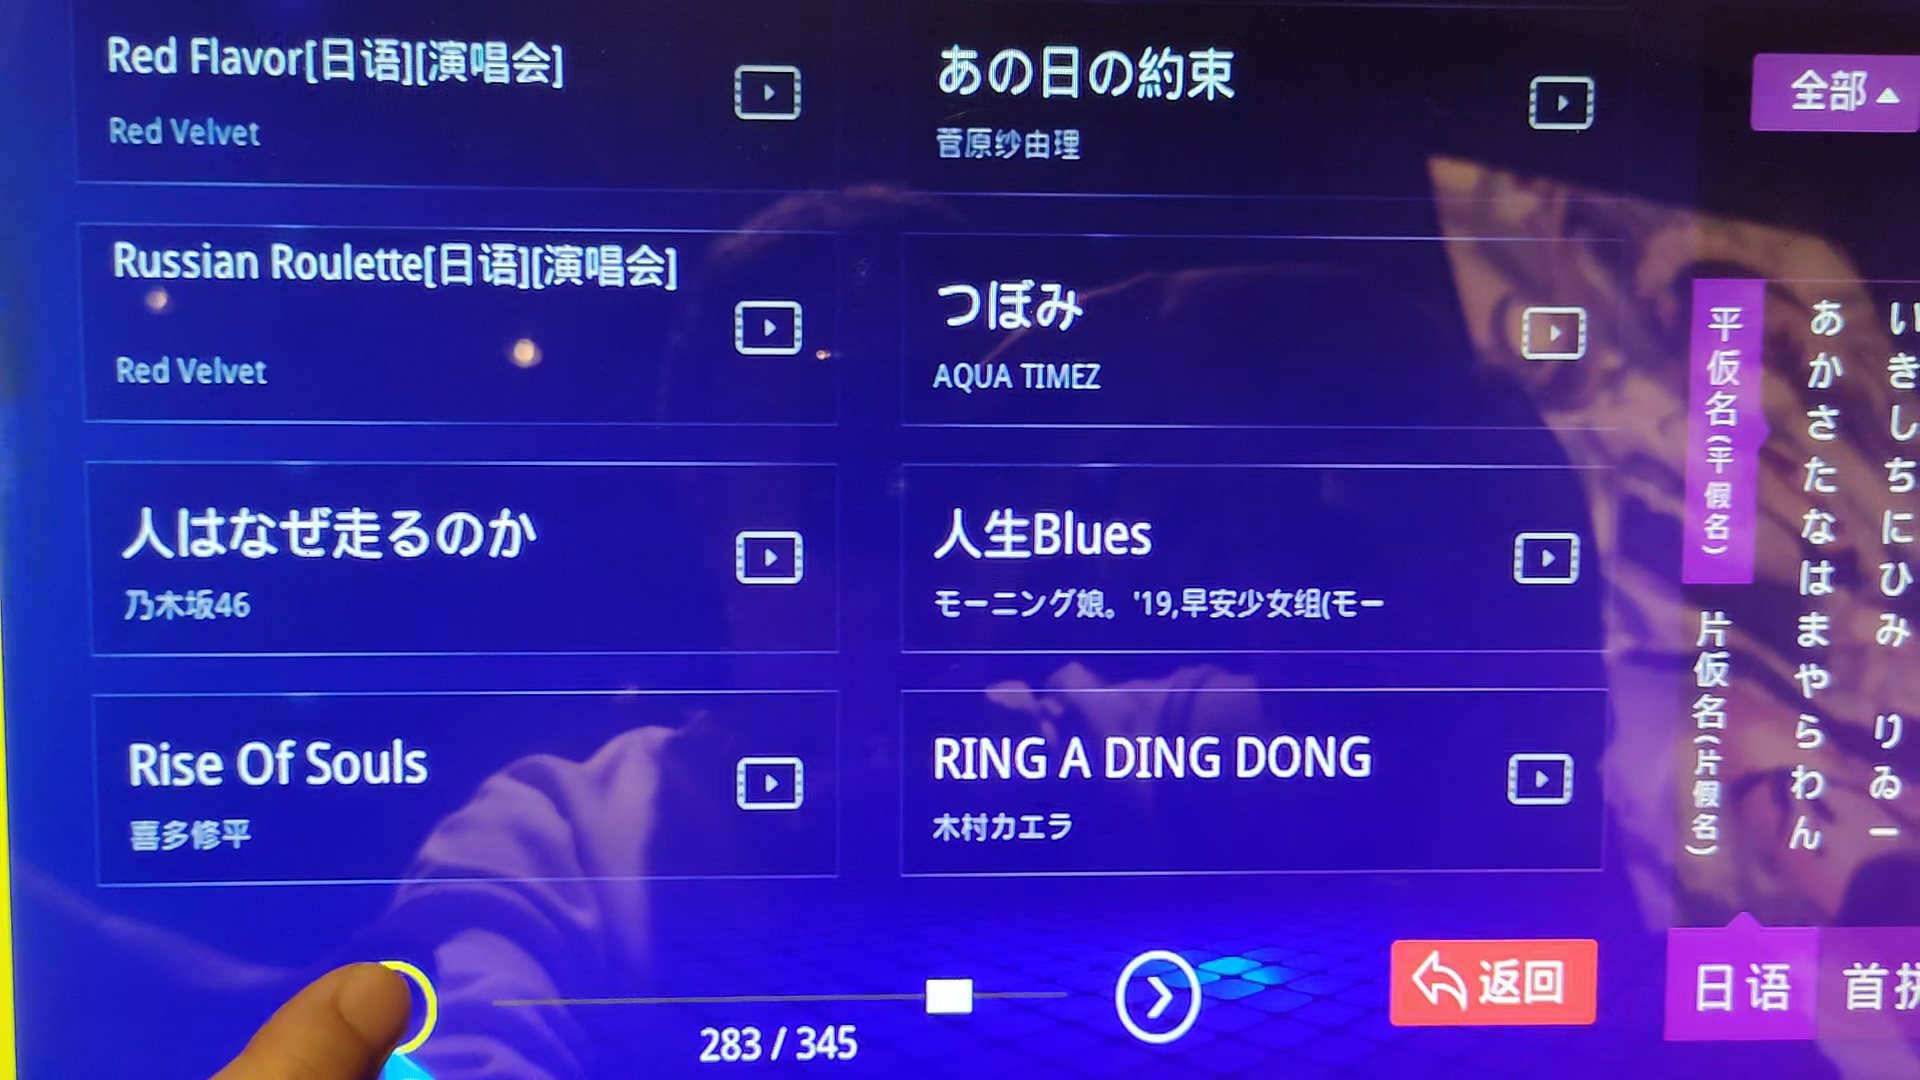 Red Flavor[日语][演唱会]
Red Velvet
あの日の約束
菅原纱由理
全部
Russian Roulette[日语][演唱会]
Red Velvet
つぼみ
AQUA TIMEZ
人はなぜ走るのか
乃木坂46
人生Blues
モーニング娘。'19,早安少女组(モー
Rise Of Souls
喜多修平
RING A DING DONG
木村カエラ
平仮名(平假名)
片仮名(片假名)
あかさたなはまやらわん
いきしちにひみ りゐー
283 / 345
返回
日语
首拼